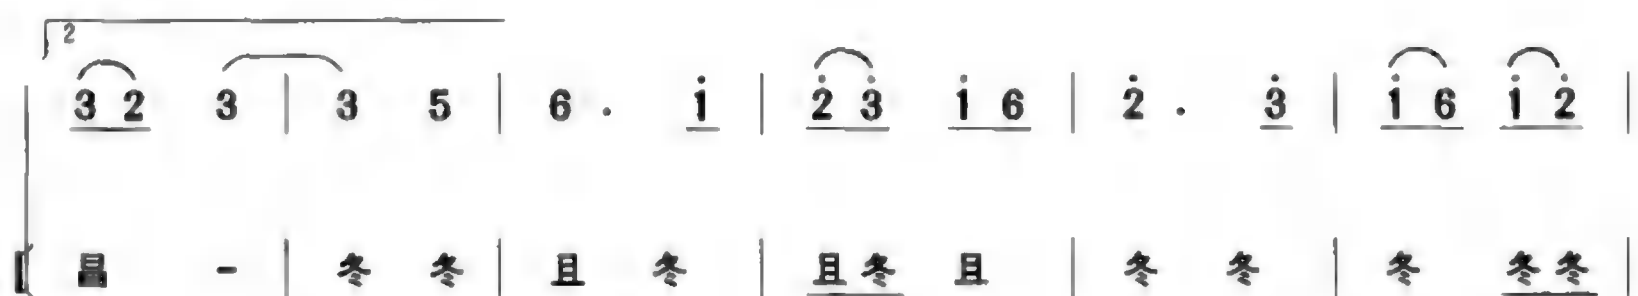 2
3 2 3 | 3 5 | 6 . i̇ | 2̇ 3̇ i̇ 6 | 2̇ . 3̇ | i̇ 6 i̇ 2̇ |
昌 - | 冬 冬 | 且 冬 | 且冬 且 | 冬 冬 | 冬 冬冬 |